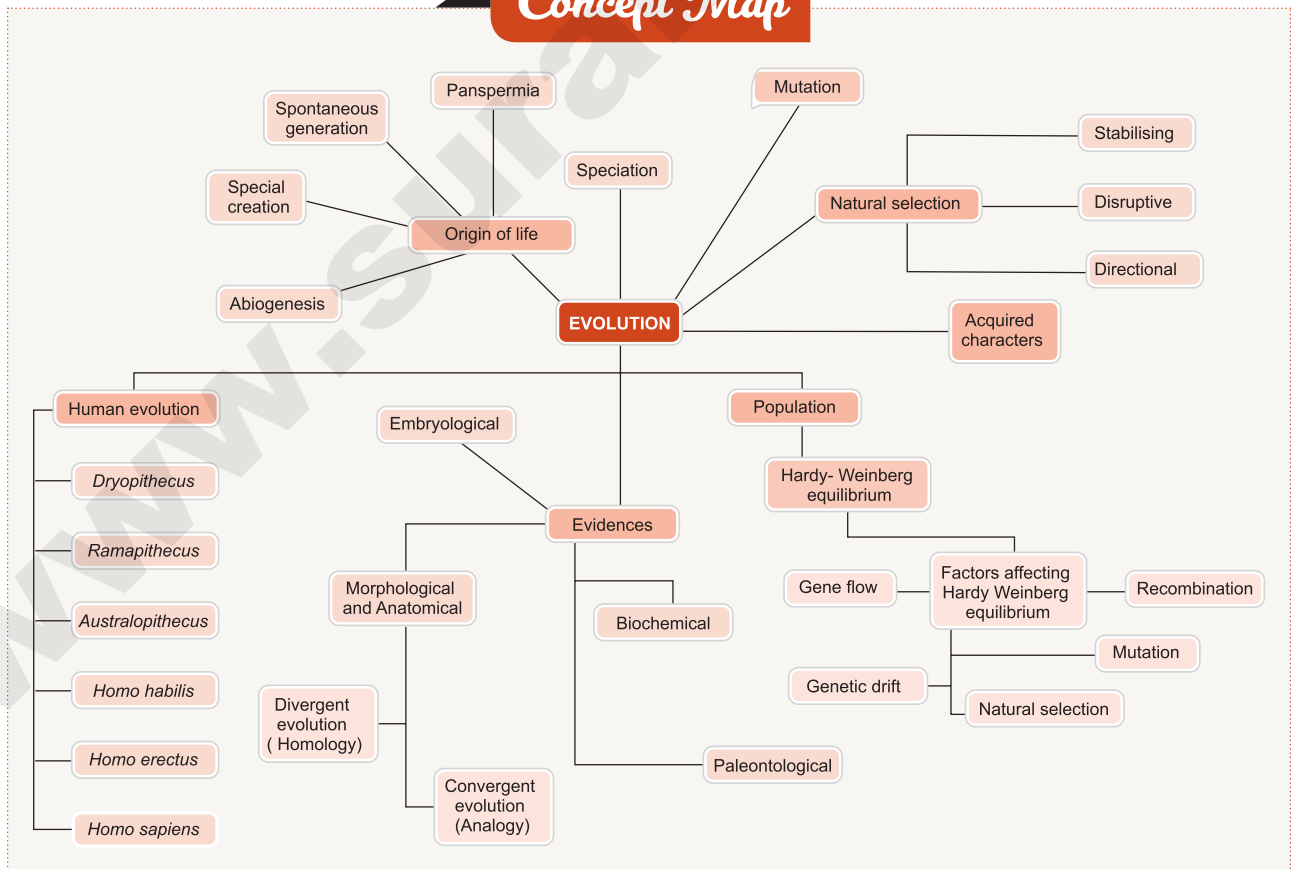 Concept Map
Panspermia
Mutation
Spontaneous
generation
Stabilising
Speciation
Special
creation
Natural selection
Disruptive
Origin of life
Directional
Abiogenesis
EVOLUTION
Acquired
characters
Human evolution
Population
Embryological
Dryopithecus
Hardy- Weinberg
equilibrium
Evidences
Ramapithecus
Morphological
and Anatomical
Gene flow
Factors affecting
Hardy Weinberg
equilibrium
Recombination
Australopithecus
Biochemical
Mutation
Homo habilis
Genetic drift
Divergent
evolution
( Homology)
Natural selection
Homo erectus
Paleontological
Convergent
evolution
(Analogy)
Homo sapiens
www.sura